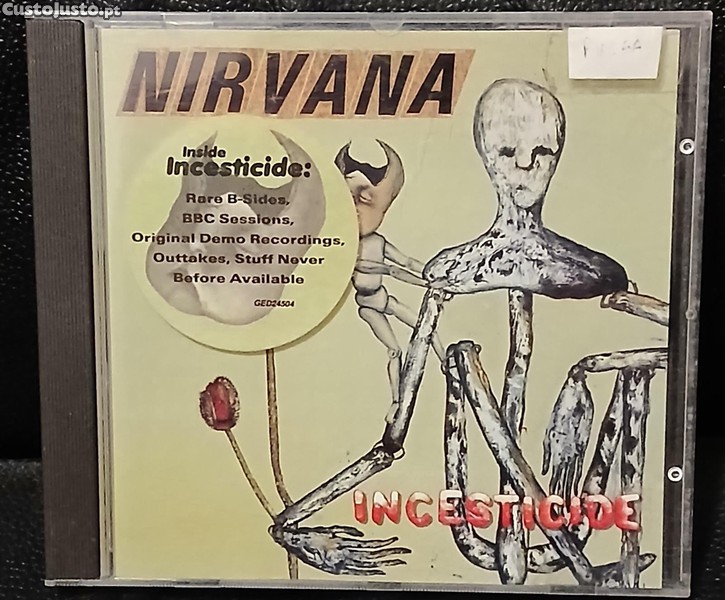 CustoJusto.pt
NIRVANA
Inside
Incesticide:
Rare B-Sides,
BBC Sessions,
Original Demo Recordings,
Outtakes, Stuff Never
Before Available
GED24504
INCESTICIDE